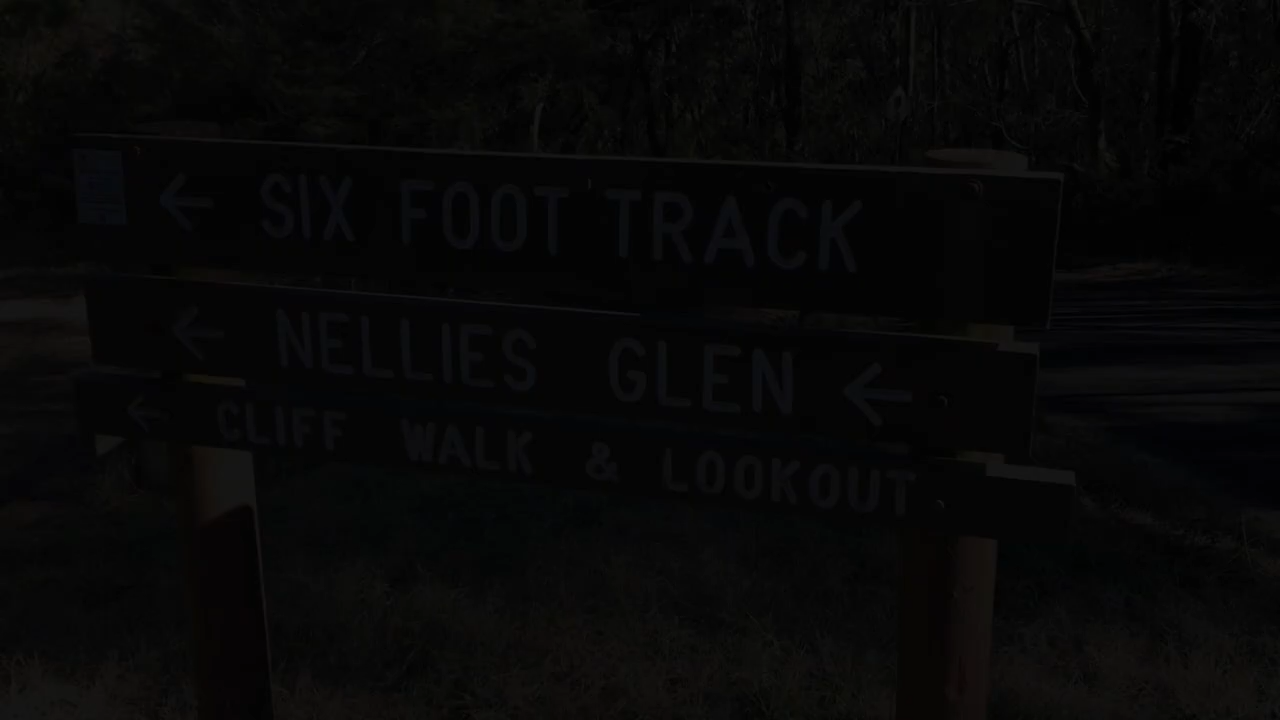 ← SIX FOOT TRACK
← NELLIES GLEN ←
← CLIFF WALK & LOOKOUT